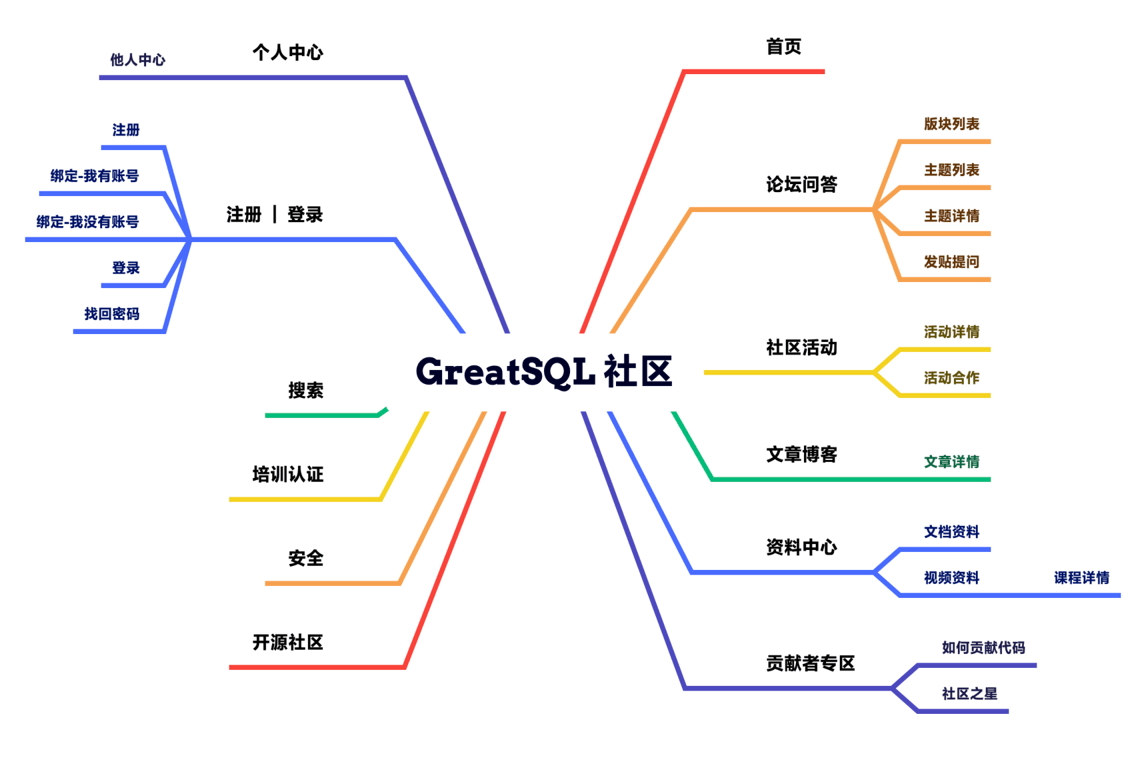 GreatSQL 社区
首页
论坛问答
版块列表
主题列表
主题详情
发贴提问
社区活动
活动详情
活动合作
文章博客
文章详情
资料中心
文档资料
视频资料
课程详情
贡献者专区
如何贡献代码
社区之星
个人中心
他人中心
注册 | 登录
注册
绑定-我有账号
绑定-我没有账号
登录
找回密码
搜索
培训认证
安全
开源社区